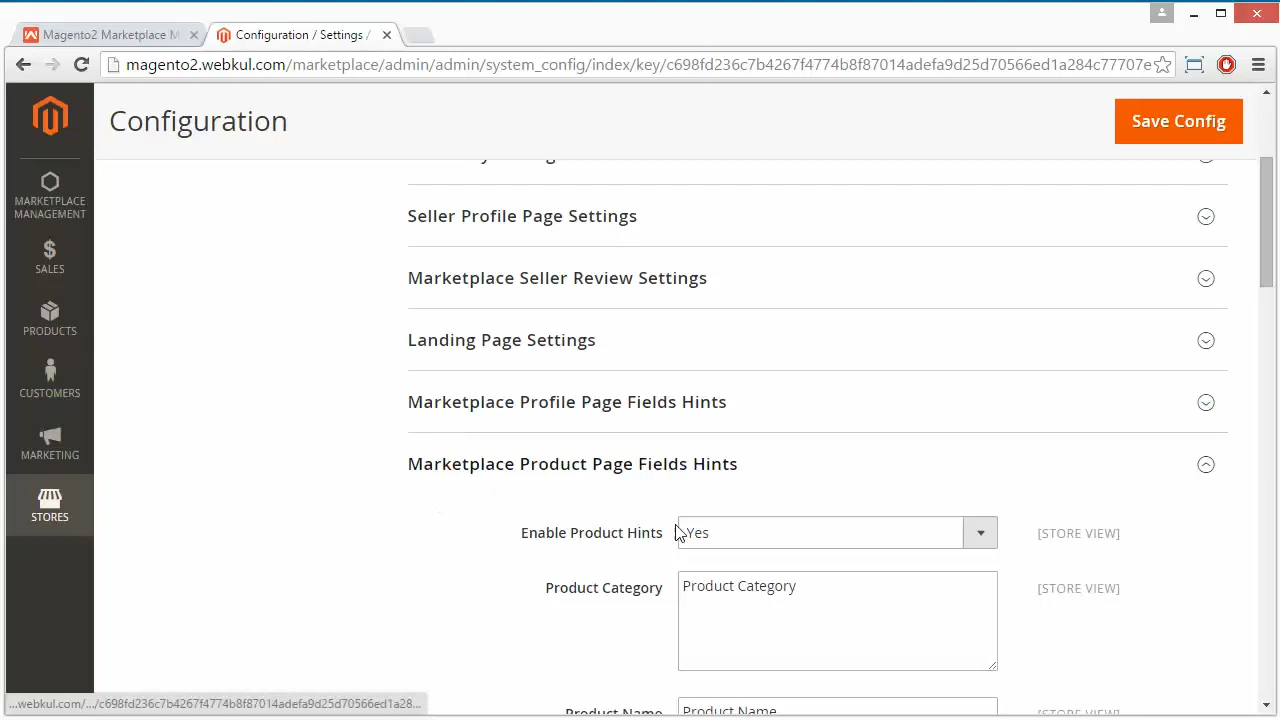 Magento2 Marketplace M
Configuration / Settings /
magento2.webkul.com/marketplace/admin/admin/system_config/index/key/c698fd236c7b4267f4774b8f87014adefa9d25d70566ed1a284c77707e
Configuration
Save Config
MARKETPLACE
MANAGEMENT
SALES
PRODUCTS
CUSTOMERS
MARKETING
STORES
Seller Profile Page Settings
Marketplace Seller Review Settings
Landing Page Settings
Marketplace Profile Page Fields Hints
Marketplace Product Page Fields Hints
Enable Product Hints Yes [STORE VIEW]
Product Category Product Category [STORE VIEW]
Product Name Product Name [STORE VIEW]
...webkul.com/.../c698fd236c7b4267f4774b8f87014adefa9d25d70566ed1a28...